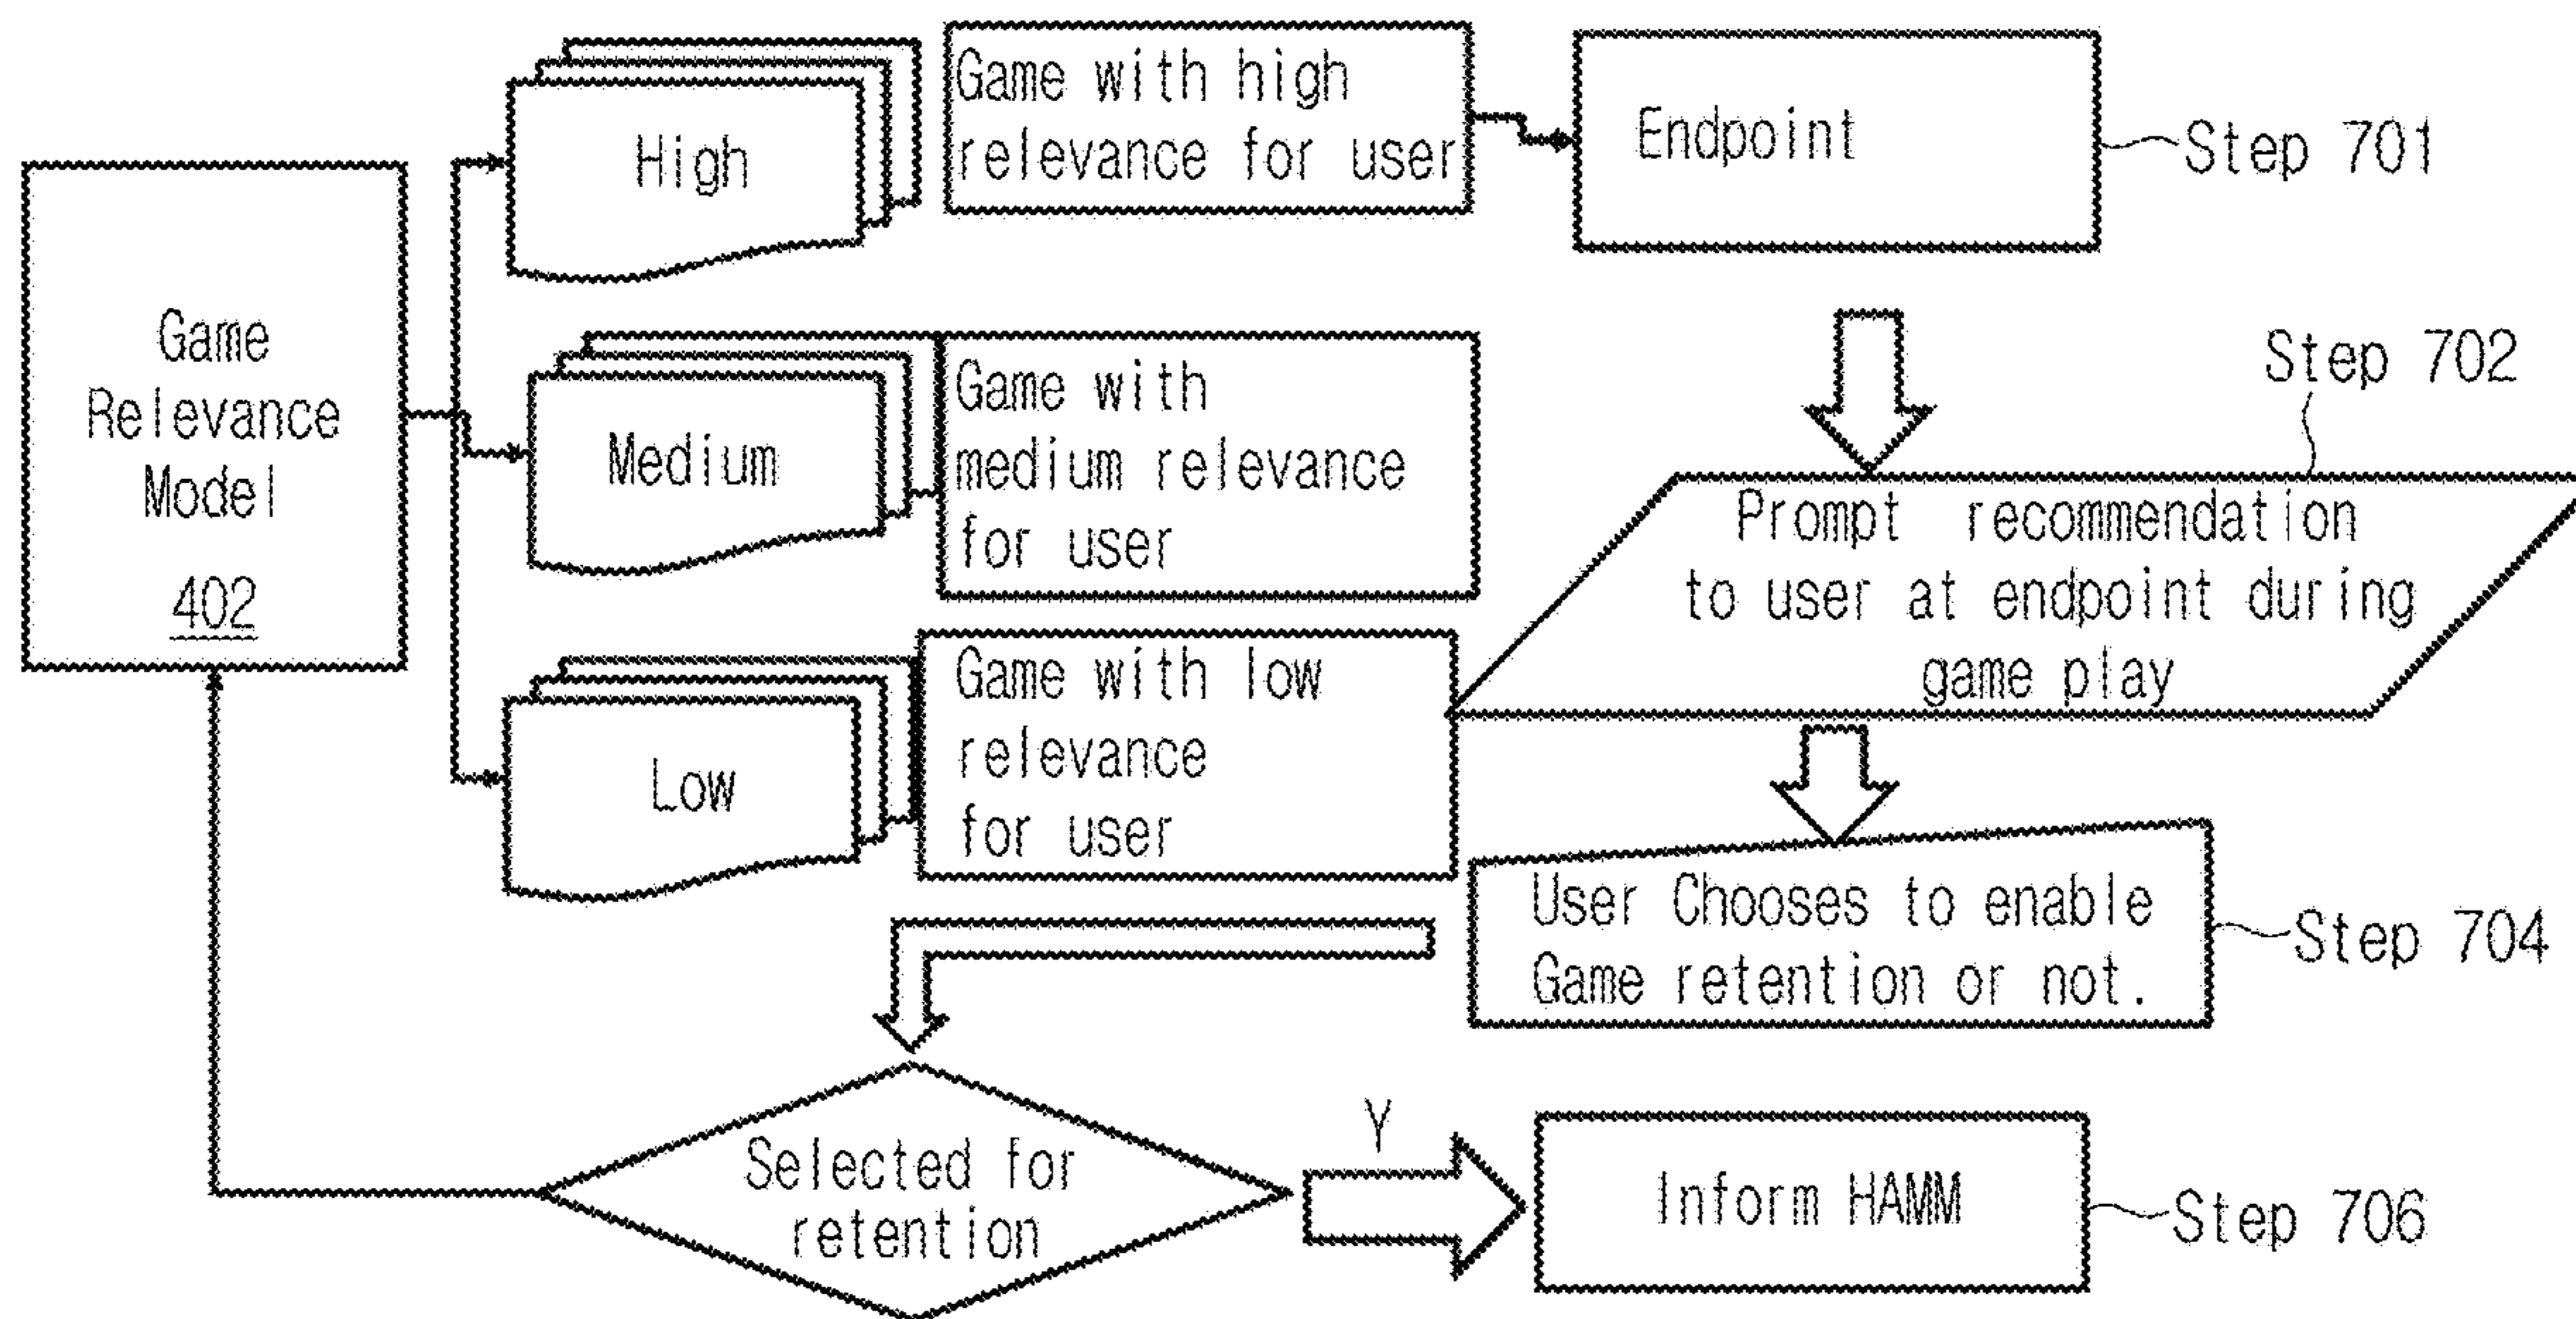 Game
Relevance
Model
402
High
Game with high
relevance for user
Endpoint
Step 701
Medium
Game with
medium relevance
for user
Step 702
Prompt recommendation
to user at endpoint during
game play
Low
Game with low
relevance
for user
User Chooses to enable
Game retention or not.
Step 704
Selected for
retention
Y
Inform HAMM
Step 706